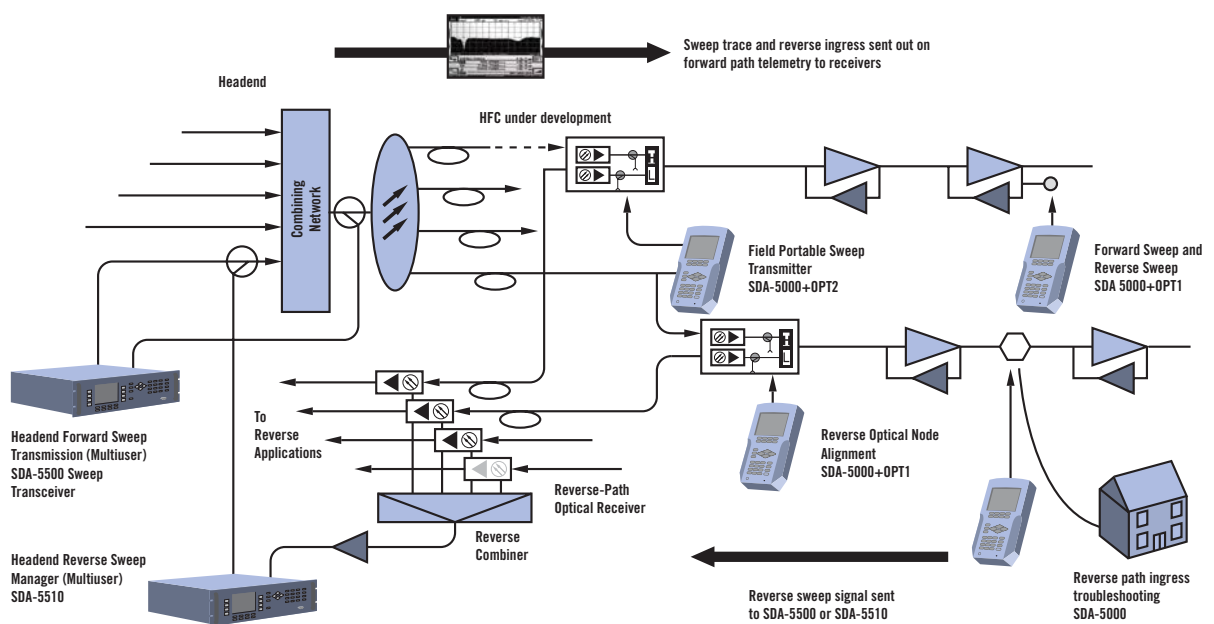 Sweep trace and reverse ingress sent out on
forward path telemetry to receivers
Headend
HFC under development
Combining
Network
H
L
Field Portable Sweep
Transmitter
SDA-5000+OPT2
Forward Sweep and
Reverse Sweep
SDA 5000+OPT1
H
L
To
Reverse
Applications
Headend Forward Sweep
Transmission (Multiuser)
SDA-5500 Sweep
Transceiver
Reverse Optical Node
Alignment
SDA-5000+OPT1
Reverse-Path
Optical Receiver
Reverse
Combiner
Headend Reverse Sweep
Manager (Multiuser)
SDA-5510
Reverse sweep signal sent
to SDA-5500 or SDA-5510
Reverse path ingress
troubleshooting
SDA-5000